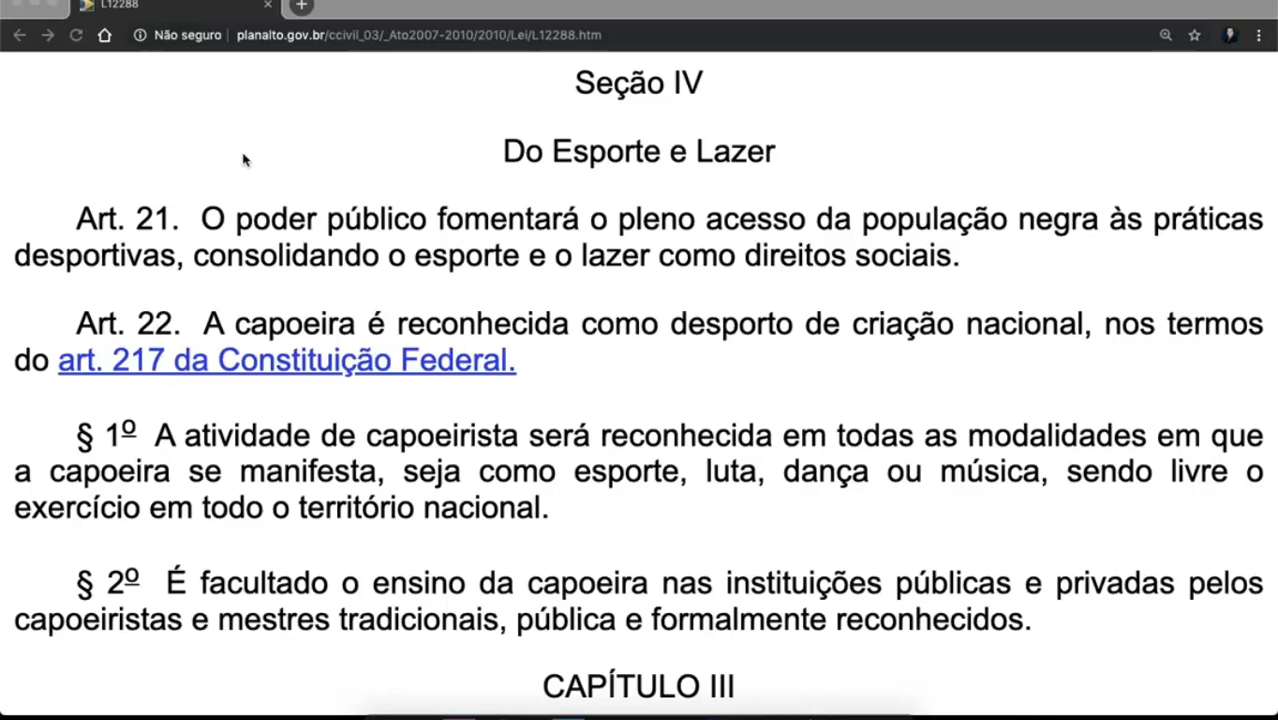 L12288
Não seguro planalto.gov.br/ccivil_03/_Ato2007-2010/2010/Lei/L12288.htm
Seção IV
Do Esporte e Lazer
Art. 21. O poder público fomentará o pleno acesso da população negra às práticas
desportivas, consolidando o esporte e o lazer como direitos sociais.
Art. 22. A capoeira é reconhecida como desporto de criação nacional, nos termos
do art. 217 da Constituição Federal.
§ 1º A atividade de capoeirista será reconhecida em todas as modalidades em que
a capoeira se manifesta, seja como esporte, luta, dança ou música, sendo livre o
exercício em todo o território nacional.
§ 2º É facultado o ensino da capoeira nas instituições públicas e privadas pelos
capoeiristas e mestres tradicionais, pública e formalmente reconhecidos.
CAPÍTULO III